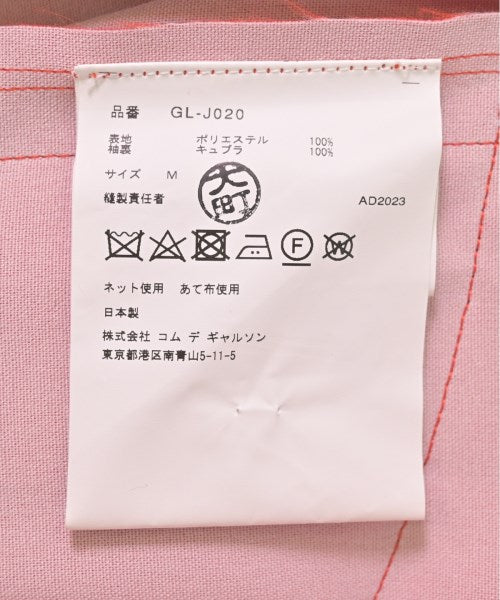 品番 GL-J020
表地 ポリエステル 100%
袖裏 キュプラ 100%
サイズ M
縫製責任者
AD2023
F W
ネット使用 あて布使用
日本製
株式会社 コム デ ギャルソン
東京都港区南青山5-11-5